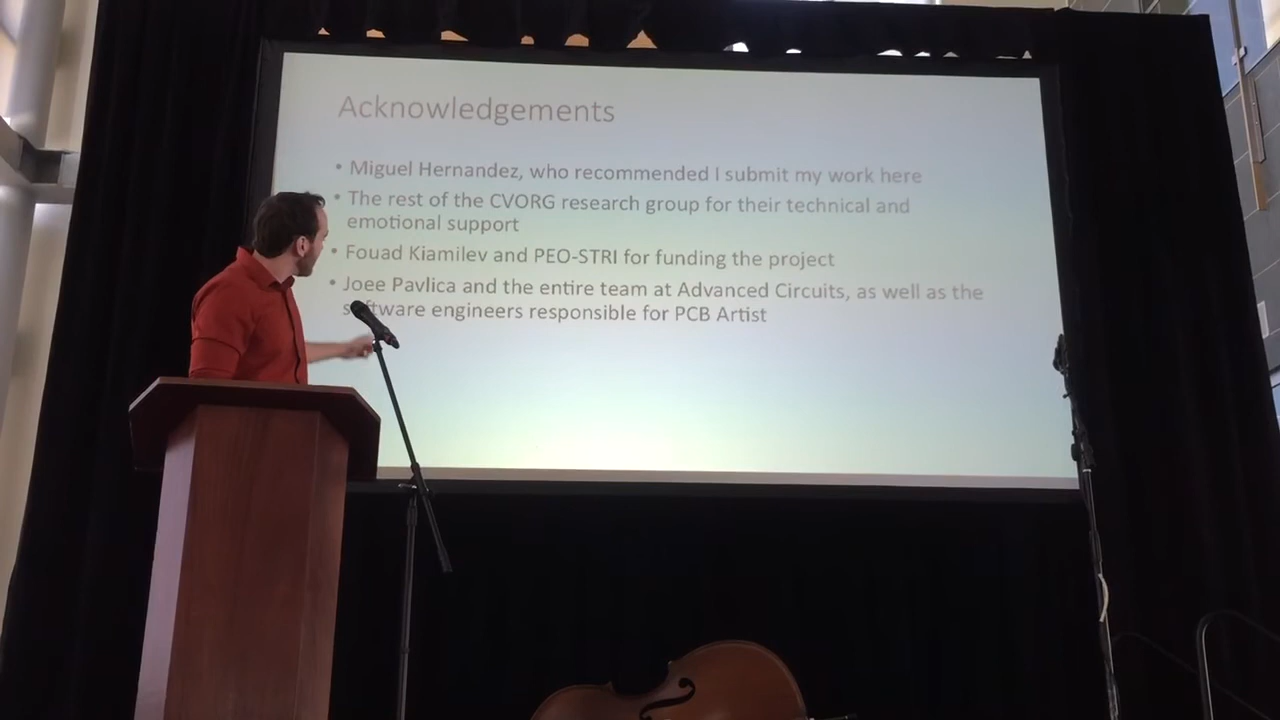 Acknowledgements
• Miguel Hernandez, who recommended I submit my work here
• The rest of the CVORG research group for their technical and
emotional support
• Fouad Kiamilev and PEO-STRI for funding the project
• Joee Pavlica and the entire team at Advanced Circuits, as well as the
software engineers responsible for PCB Artist